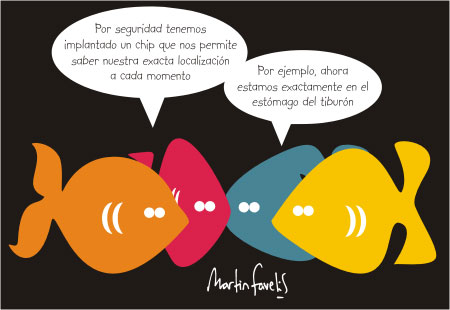 Por seguridad tenemos
implantado un chip que nos permite
saber nuestra exacta localización
a cada momento
Por ejemplo, ahora
estamos exactamente en el
estómago del tiburón
Martin Favelis